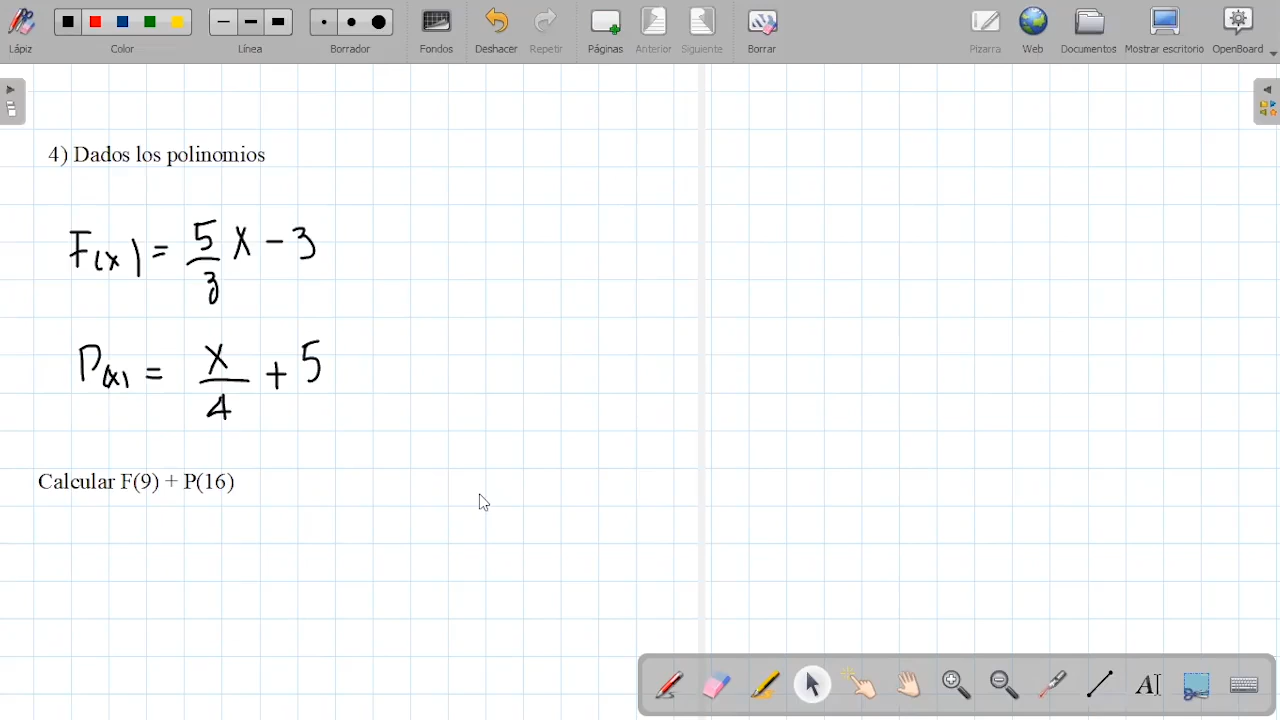 Lápiz Color Línea Borrador Fondos Deshacer Repetir Páginas Anterior Siguiente Borrar Pizarra Web Documentos Mostrar escritorio OpenBoard
4) Dados los polinomios
F(x) = 5/3 x - 3
P(x) = x/4 + 5
Calcular F(9) + P(16)
A